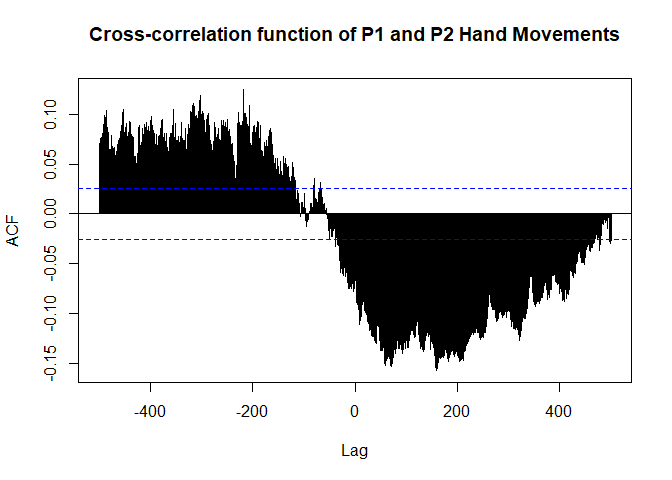 Cross-correlation function of P1 and P2 Hand Movements
ACF
0.10
0.05
0.00
-0.05
-0.10
-0.15
-400 -200 0 200 400
Lag